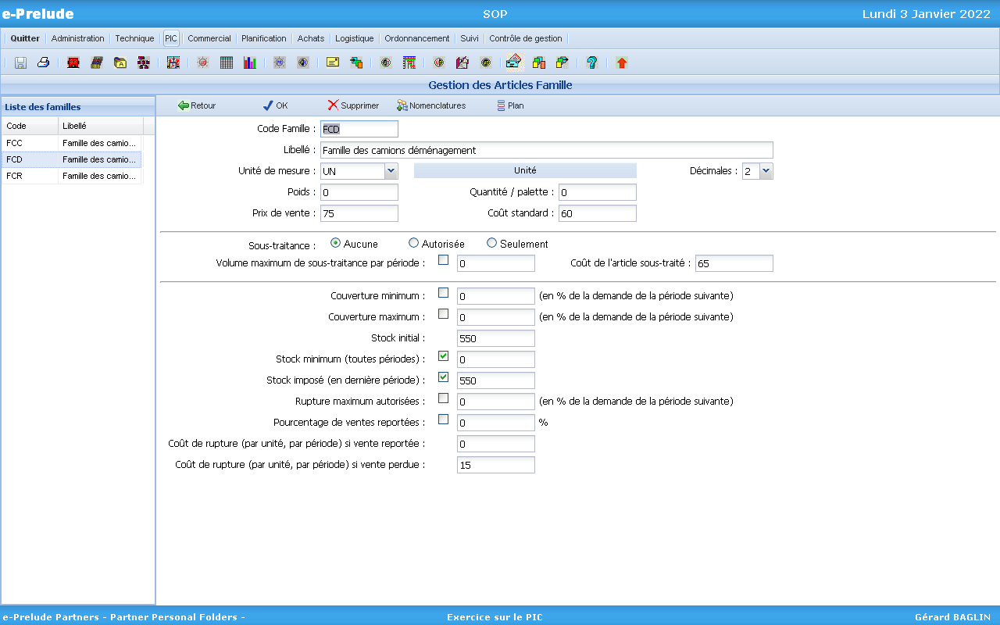 e-Prelude SOP Lundi 3 Janvier 2022
Quitter Administration Technique PIC Commercial Planification Achats Logistique Ordonnancement Suivi Contrôle de gestion
Gestion des Articles Famille
Liste des familles
Code Libellé
FCC Famille des camio...
FCD Famille des camio...
FCR Famille des camio...
Retour OK Supprimer Nomenclatures Plan
Code Famille : FCD
Libellé : Famille des camions déménagement
Unité de mesure : UN Unité Décimales : 2
Poids : 0 Quantité / palette : 0
Prix de vente : 75 Coût standard : 60
Sous-traitance : Aucune Autorisée Seulement
Volume maximum de sous-traitance par période : 0 Coût de l'article sous-traité : 65
Couverture minimum : 0 (en % de la demande de la période suivante)
Couverture maximum : 0 (en % de la demande de la période suivante)
Stock initial : 550
Stock minimum (toutes périodes) : 0
Stock imposé (en dernière période) : 550
Rupture maximum autorisées : 0 (en % de la demande de la période suivante)
Pourcentage de ventes reportées : 0 %
Coût de rupture (par unité, par période) si vente reportée : 0
Coût de rupture (par unité, par période) si vente perdue : 15
e-Prelude Partners - Partner Personal Folders - Exercice sur le PIC Gérard BAGLIN